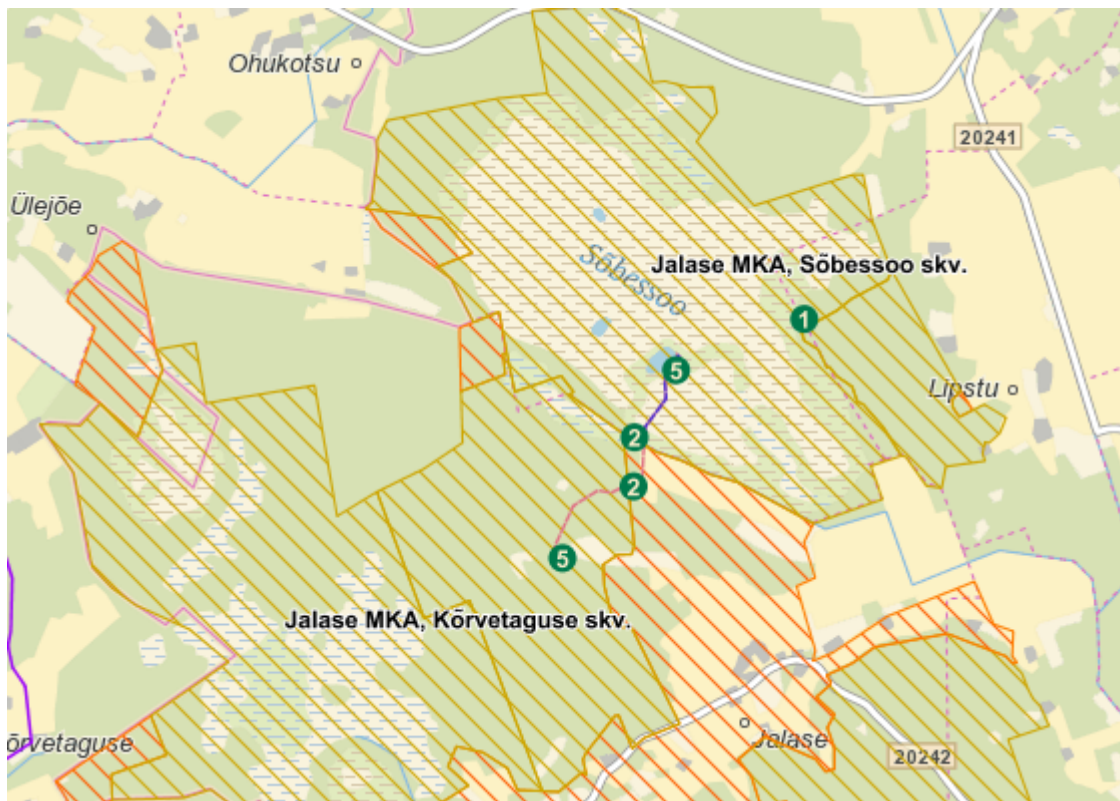 Ohukotsu
20241
Ülejõe
Sõbessoo
Jalase MKA, Sõbessoo skv.
1
5
Lipstu
2
2
5
Jalase MKA, Kõrvetaguse skv.
Jalase
õrvetaguse
20242